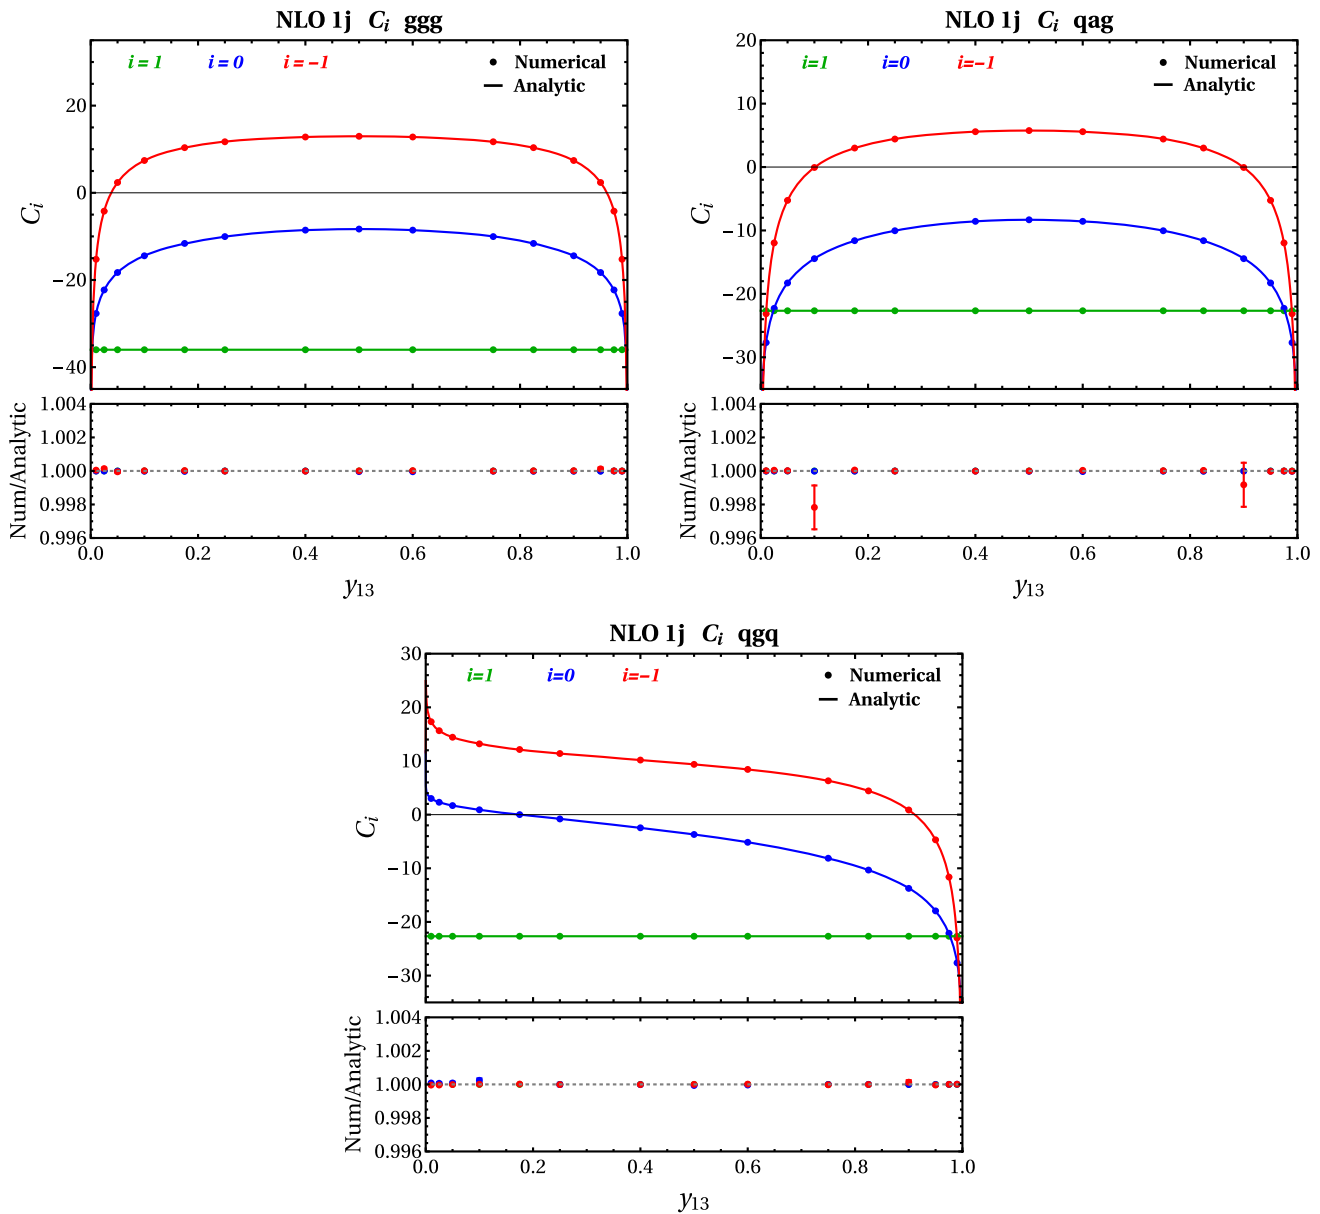 NLO 1j C_i ggg
i = 1 i = 0 i = −1
Numerical
Analytic
20
0
−20
−40
C_i
1.004
1.002
1.000
0.998
0.996
Num/Analytic
0.0 0.2 0.4 0.6 0.8 1.0
y_13
NLO 1j C_i qag
i=1 i=0 i=−1
Numerical
Analytic
20
10
0
−10
−20
−30
C_i
1.004
1.002
1.000
0.998
0.996
Num/Analytic
0.0 0.2 0.4 0.6 0.8 1.0
y_13
NLO 1j C_i qgq
i=1 i=0 i=−1
Numerical
Analytic
30
20
10
0
−10
−20
−30
C_i
1.004
1.002
1.000
0.998
0.996
Num/Analytic
0.0 0.2 0.4 0.6 0.8 1.0
y_13